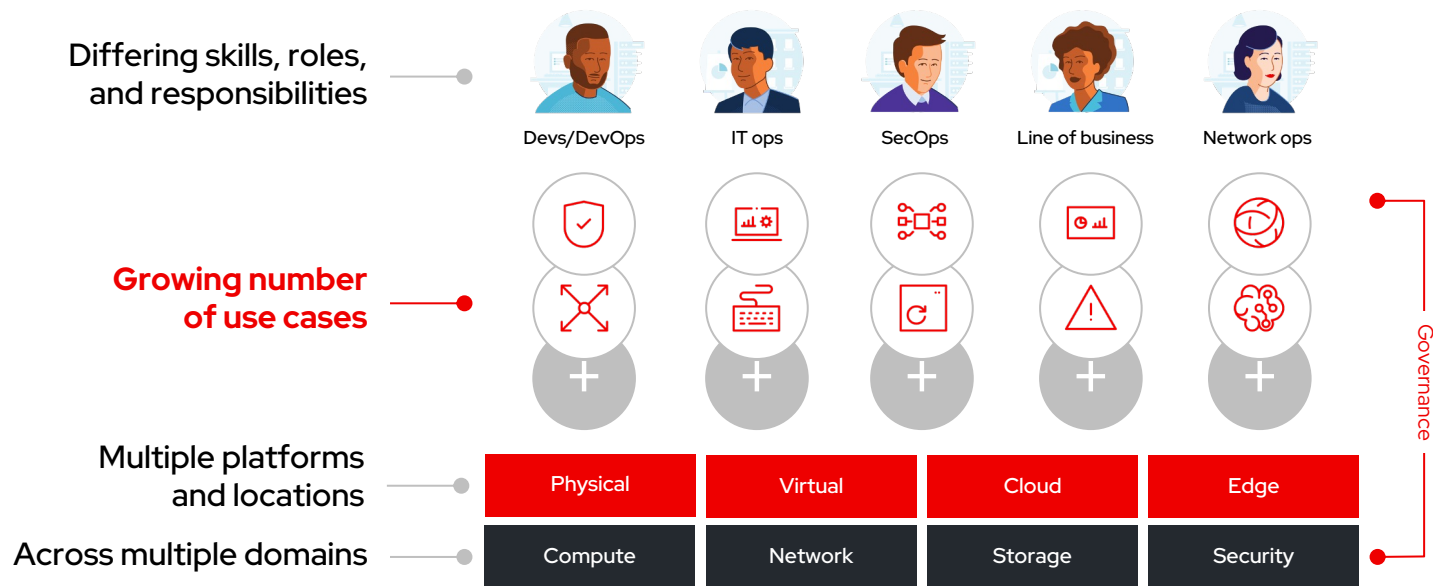 Differing skills, roles,
and responsibilities
Devs/DevOps
IT ops
SecOps
Line of business
Network ops
Growing number
of use cases
Governance
Multiple platforms
and locations
Physical
Virtual
Cloud
Edge
Across multiple domains
Compute
Network
Storage
Security